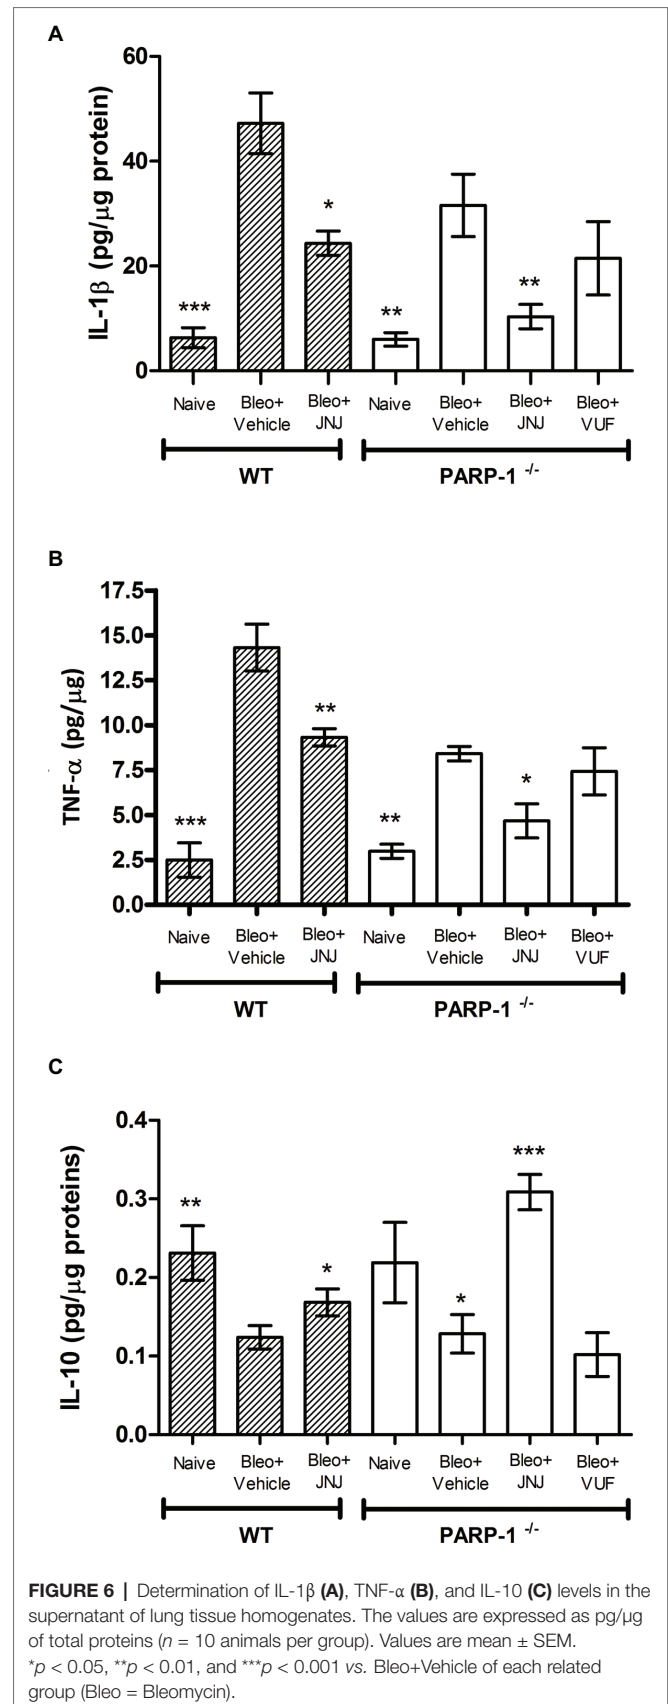 A
60
40
20
0
IL-1β (pg/μg protein)
***
*
**
**
Naive
Bleo+
Vehicle
Bleo+
JNJ
Naive
Bleo+
Vehicle
Bleo+
JNJ
Bleo+
VUF
WT
PARP-1 -/-
B
17.5
15.0
12.5
10.0
7.5
5.0
2.5
0.0
TNF-α (pg/μg)
***
**
**
*
Naive
Bleo+
Vehicle
Bleo+
JNJ
Naive
Bleo+
Vehicle
Bleo+
JNJ
Bleo+
VUF
WT
PARP-1 -/-
C
0.4
0.3
0.2
0.1
0.0
IL-10 (pg/μg proteins)
**
*
*
***
Naive
Bleo+
Vehicle
Bleo+
JNJ
Naive
Bleo+
Vehicle
Bleo+
JNJ
Bleo+
VUF
WT
PARP-1 -/-
FIGURE 6 | Determination of IL-1β (A), TNF-α (B), and IL-10 (C) levels in the
supernatant of lung tissue homogenates. The values are expressed as pg/μg
of total proteins (n = 10 animals per group). Values are mean ± SEM.
*p < 0.05, **p < 0.01, and ***p < 0.001 vs. Bleo+Vehicle of each related
group (Bleo = Bleomycin).